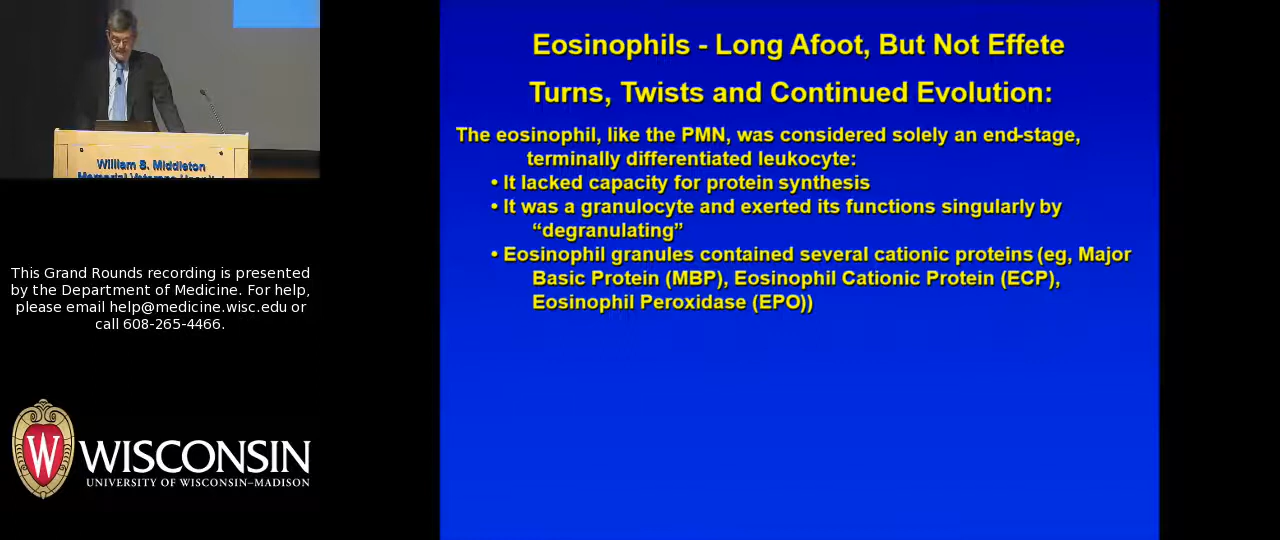 Eosinophils - Long Afoot, But Not Effete
Turns, Twists and Continued Evolution:
The eosinophil, like the PMN, was considered solely an end-stage,
terminally differentiated leukocyte:
• It lacked capacity for protein synthesis
• It was a granulocyte and exerted its functions singularly by
“degranulating”
• Eosinophil granules contained several cationic proteins (eg, Major
Basic Protein (MBP), Eosinophil Cationic Protein (ECP),
Eosinophil Peroxidase (EPO))
William S. Middleton
Memorial Veterans
This Grand Rounds recording is presented
by the Department of Medicine. For help,
please email help@medicine.wisc.edu or
call 608-265-4466.
W
WISCONSIN
UNIVERSITY OF WISCONSIN–MADISON